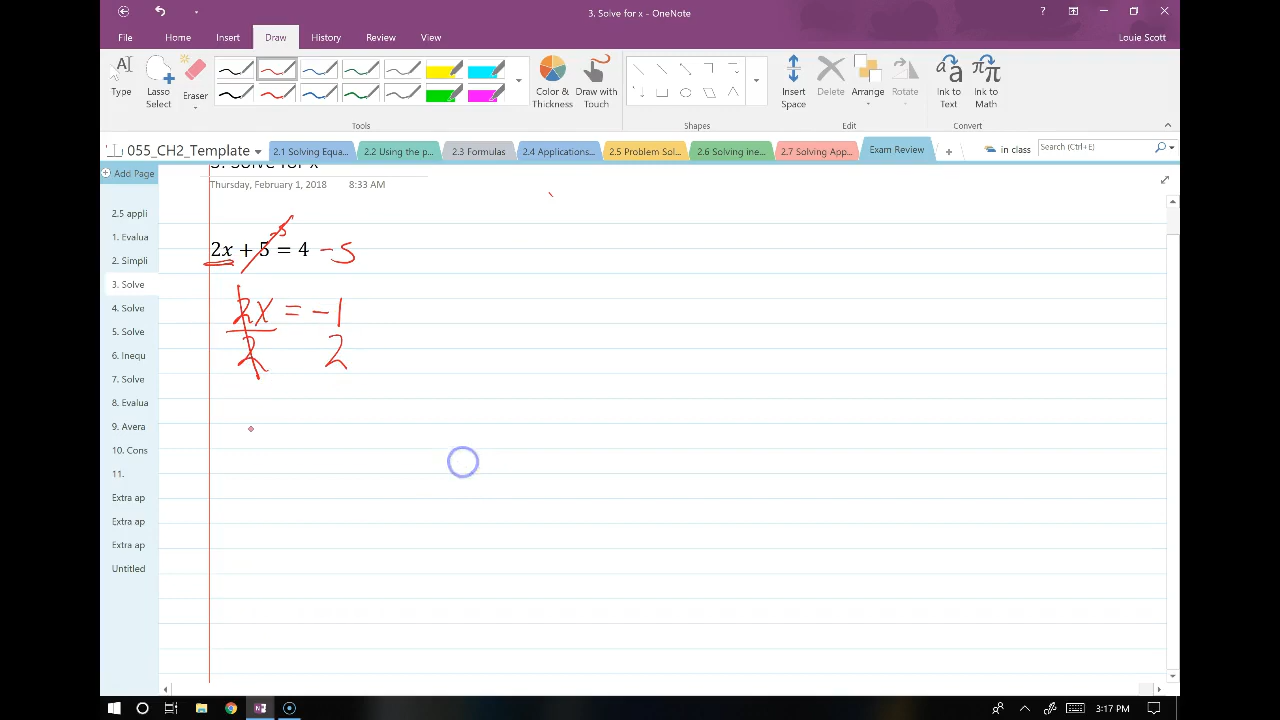 3. Solve for x - OneNote
Louie Scott
File Home Insert Draw History Review View
Type
Lasso Select
Eraser
Color & Thickness
Draw with Touch
Insert Space
Delete
Arrange
Rotate
Ink to Text
Ink to Math
Tools Shapes Edit Convert
055_CH2_Template
2.1 Solving Equa...
2.2 Using the p...
2.3 Formulas
2.4 Applications...
2.5 Problem Sol...
2.6 Solving ine...
2.7 Solving App...
Exam Review
in class
Search (Ctrl+E)
Add Page
3. Solve for x
Thursday, February 1, 2018 8:33 AM
2.5 appli
1. Evalua
2. Simpli
3. Solve
4. Solve
5. Solve
6. Inequ
7. Solve
8. Evalua
9. Avera
10. Cons
11.
Extra ap
Extra ap
Extra ap
Untitled
-5
2x + 5 = 4 -5
2x = -1
2 2
3:17 PM